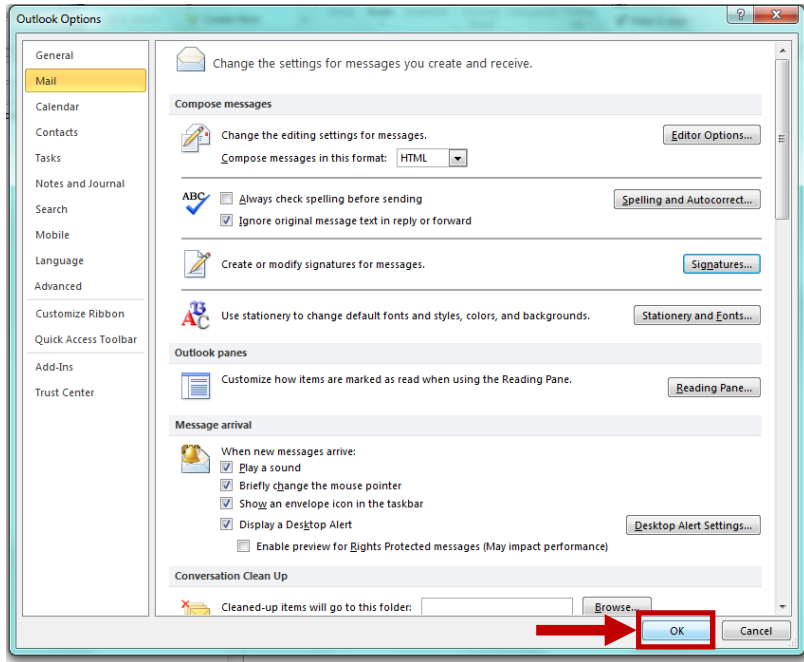 Outlook Options
General
Mail
Calendar
Contacts
Tasks
Notes and Journal
Search
Mobile
Language
Advanced
Customize Ribbon
Quick Access Toolbar
Add-Ins
Trust Center
Change the settings for messages you create and receive.
Compose messages
Change the editing settings for messages.
Editor Options...
Compose messages in this format: HTML
ABC
Always check spelling before sending
Spelling and Autocorrect...
Ignore original message text in reply or forward
Create or modify signatures for messages.
Signatures...
Use stationery to change default fonts and styles, colors, and backgrounds.
Stationery and Fonts...
Outlook panes
Customize how items are marked as read when using the Reading Pane.
Reading Pane...
Message arrival
When new messages arrive:
Play a sound
Briefly change the mouse pointer
Show an envelope icon in the taskbar
Display a Desktop Alert
Desktop Alert Settings...
Enable preview for Rights Protected messages (May impact performance)
Conversation Clean Up
Cleaned-up items will go to this folder:
Browse...
OK
Cancel